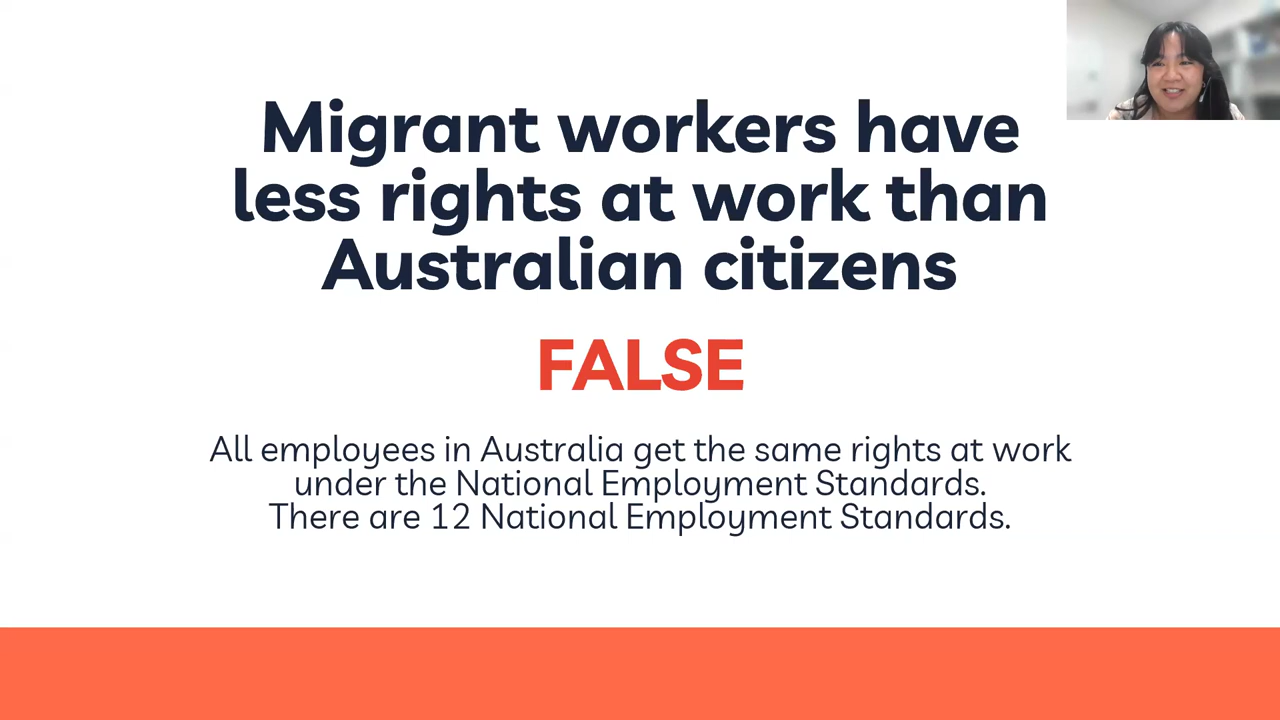 Migrant workers have
less rights at work than
Australian citizens
FALSE
All employees in Australia get the same rights at work
under the National Employment Standards.
There are 12 National Employment Standards.